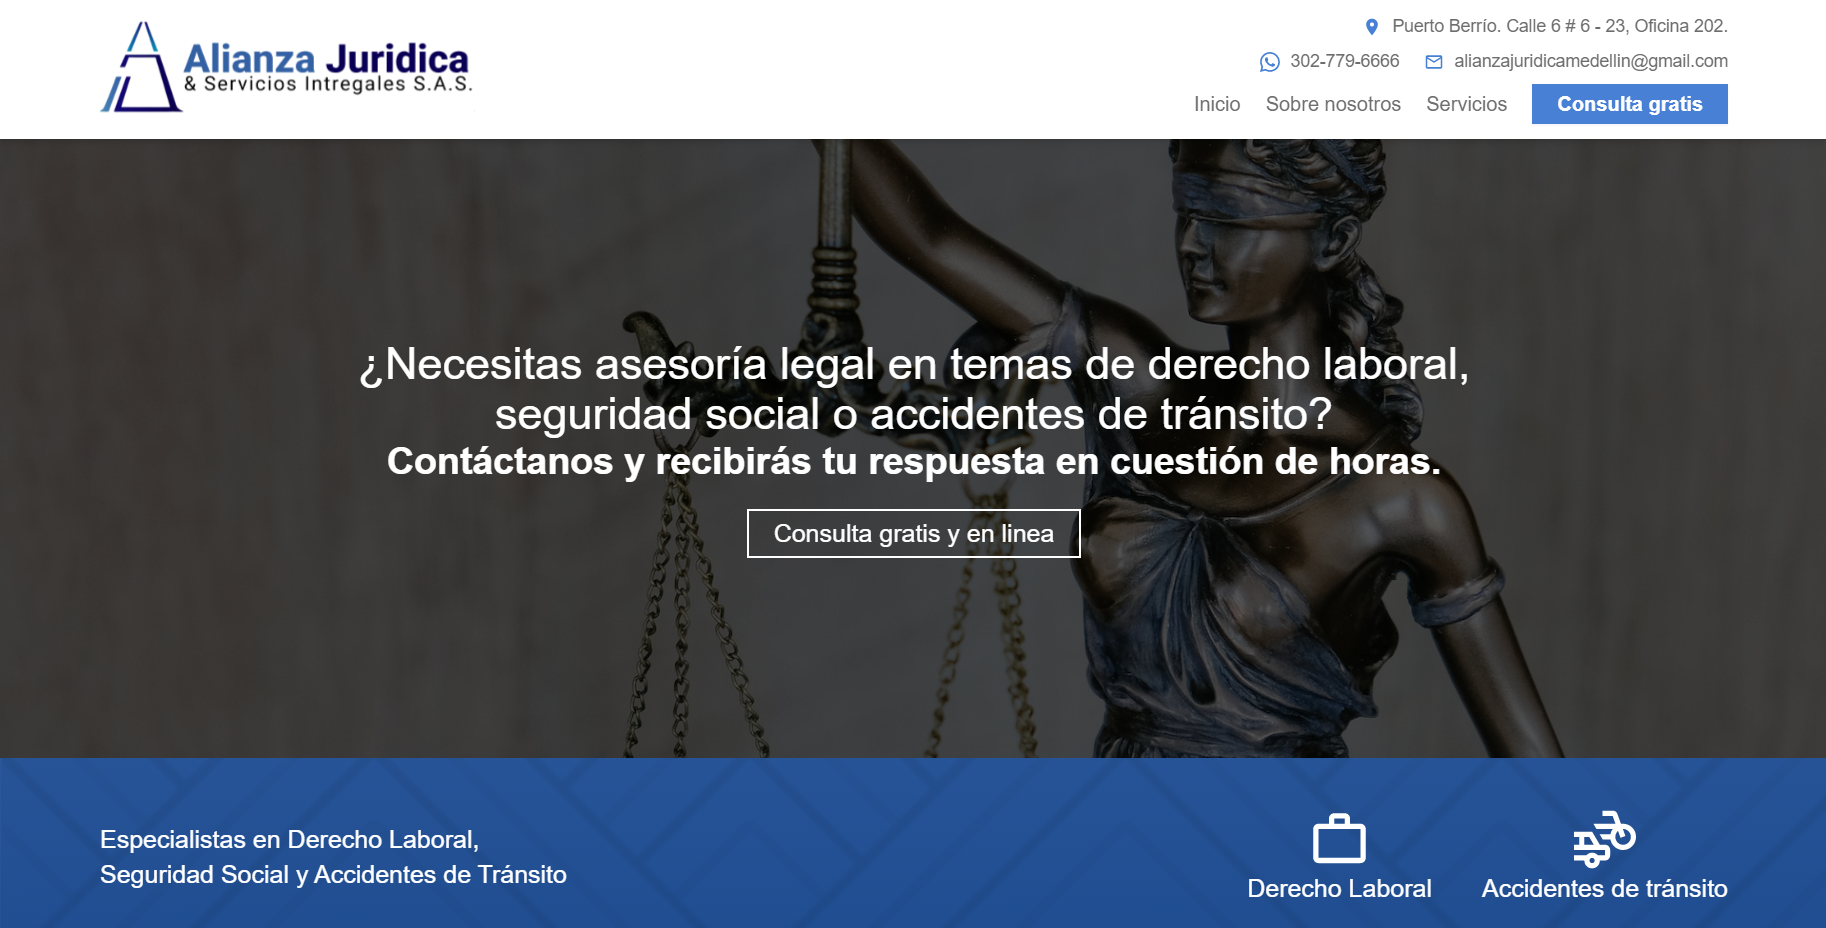 Alianza Juridica
& Servicios Intregales S.A.S.
Puerto Berrío. Calle 6 # 6 - 23, Oficina 202.
302-779-6666 alianzajuridicamedellin@gmail.com
Inicio Sobre nosotros Servicios Consulta gratis
¿Necesitas asesoría legal en temas de derecho laboral,
seguridad social o accidentes de tránsito?
Contáctanos y recibirás tu respuesta en cuestión de horas.
Consulta gratis y en linea
Especialistas en Derecho Laboral,
Seguridad Social y Accidentes de Tránsito
Derecho Laboral Accidentes de tránsito